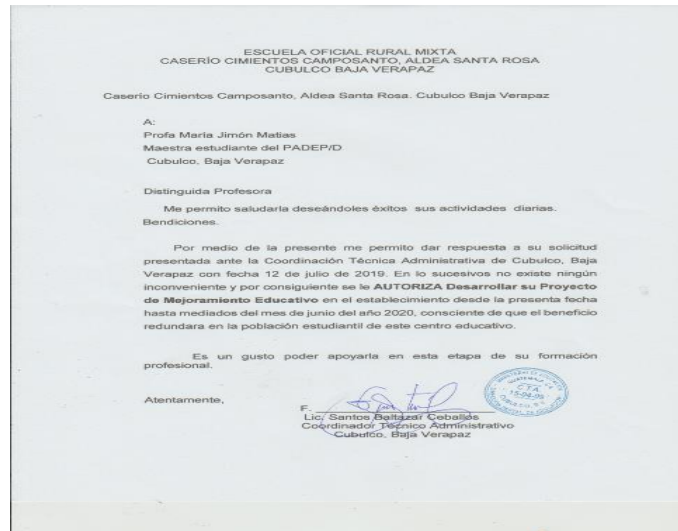 ESCUELA OFICIAL RURAL MIXTA
CASERÍO CIMIENTOS CAMPOSANTO, ALDEA SANTA ROSA
CUBULCO BAJA VERAPAZ
Caserío Cimientos Camposanto, Aldea Santa Rosa. Cubulco Baja Verapaz
A:
Profa María Jimón Matias
Maestra estudiante del PADEP/D
Cubulco, Baja Verapaz
Distinguida Profesora
Me permito saludarla deseándoles éxitos sus actividades diarias.
Bendiciones.
Por medio de la presente me permito dar respuesta a su solicitud
presentada ante la Coordinación Técnica Administrativa de Cubulco, Baja
Verapaz con fecha 12 de julio de 2019. En lo sucesivos no existe ningún
inconveniente y por consiguiente se le AUTORIZA Desarrollar su Proyecto
de Mejoramiento Educativo en el establecimiento desde la presenta fecha
hasta mediados del mes de junio del año 2020, consciente de que el beneficio
redundara en la población estudiantil de este centro educativo.
Es un gusto poder apoyarla en esta etapa de su formación
profesional.
Atentamente,
F.
Lic. Santos Baltazar Ceballos
Coordinador Técnico Administrativo
Cubulco, Baja Verapaz
C.T.A.
15-04-09